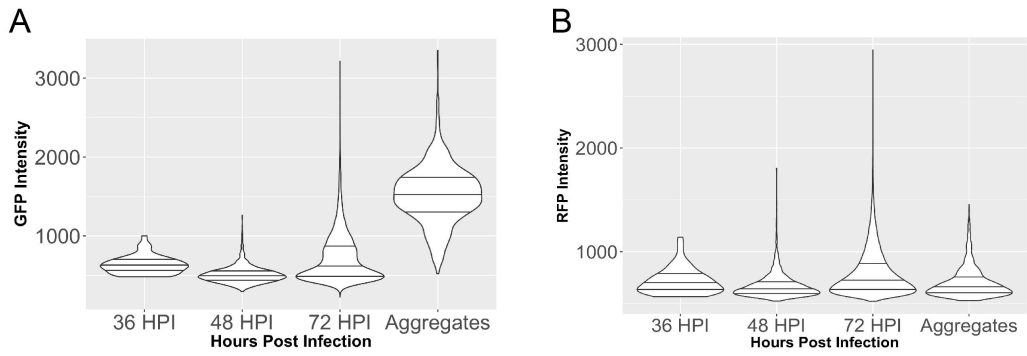 A
GFP Intensity
3000
2000
1000
36 HPI 48 HPI 72 HPI Aggregates
Hours Post Infection
B
RFP Intensity
3000
2000
1000
36 HPI 48 HPI 72 HPI Aggregates
Hours Post Infection